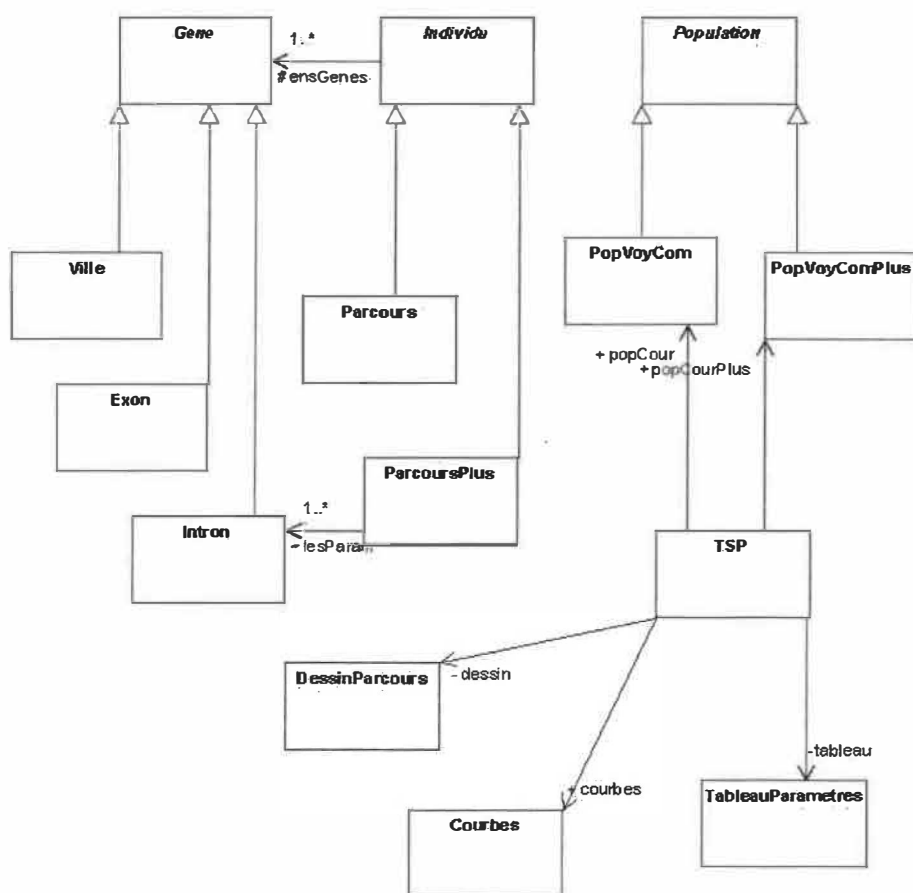 Gene
Individu
Population
1..*
#ensGenes
Ville
PopVoyCom
PopVoyComPlus
Parcours
+ popCour
+popCourPlus
Exon
ParcoursPlus
1..*
Intron
-lesParam
TSP
DessinParcours
-dessin
-tableau
+ courbes
TableauParametres
Courbes